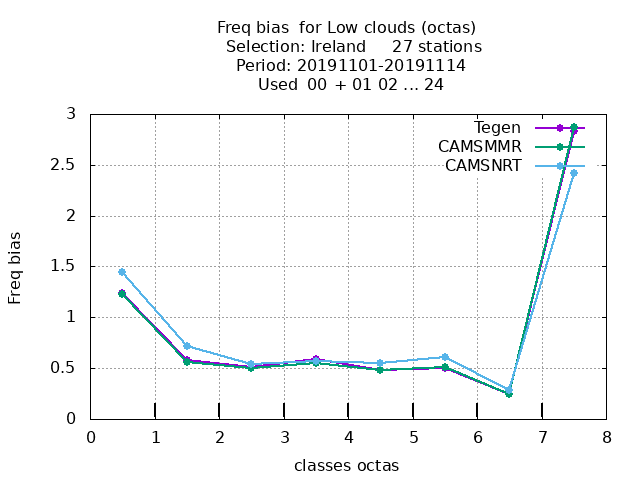 Freq bias  for Low clouds (octas)
Selection: Ireland     27 stations
Period: 20191101-20191114
Used  00 + 01 02 ... 24
Freq bias
3
2.5
2
1.5
1
0.5
0
Tegen
CAMSMMR
CAMSNRT
0 1 2 3 4 5 6 7 8
classes octas